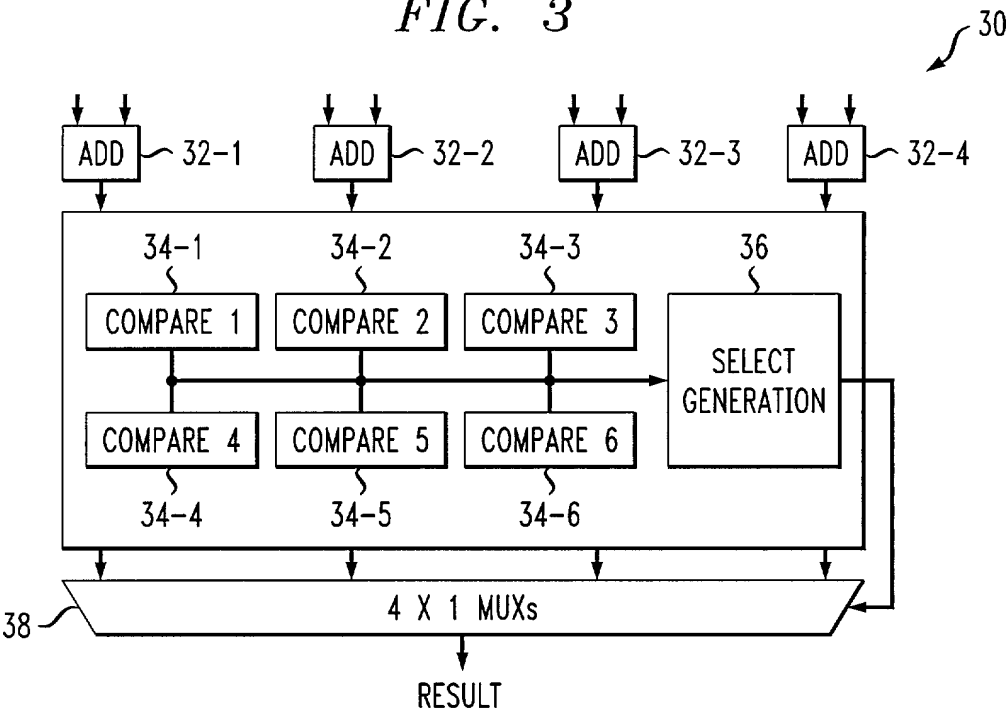 FIG. 3
30
ADD 32-1 ADD 32-2 ADD 32-3 ADD 32-4
34-1 34-2 34-3 36
COMPARE 1 COMPARE 2 COMPARE 3
SELECT
GENERATION
COMPARE 4 COMPARE 5 COMPARE 6
34-4 34-5 34-6
38 4 X 1 MUXs
RESULT